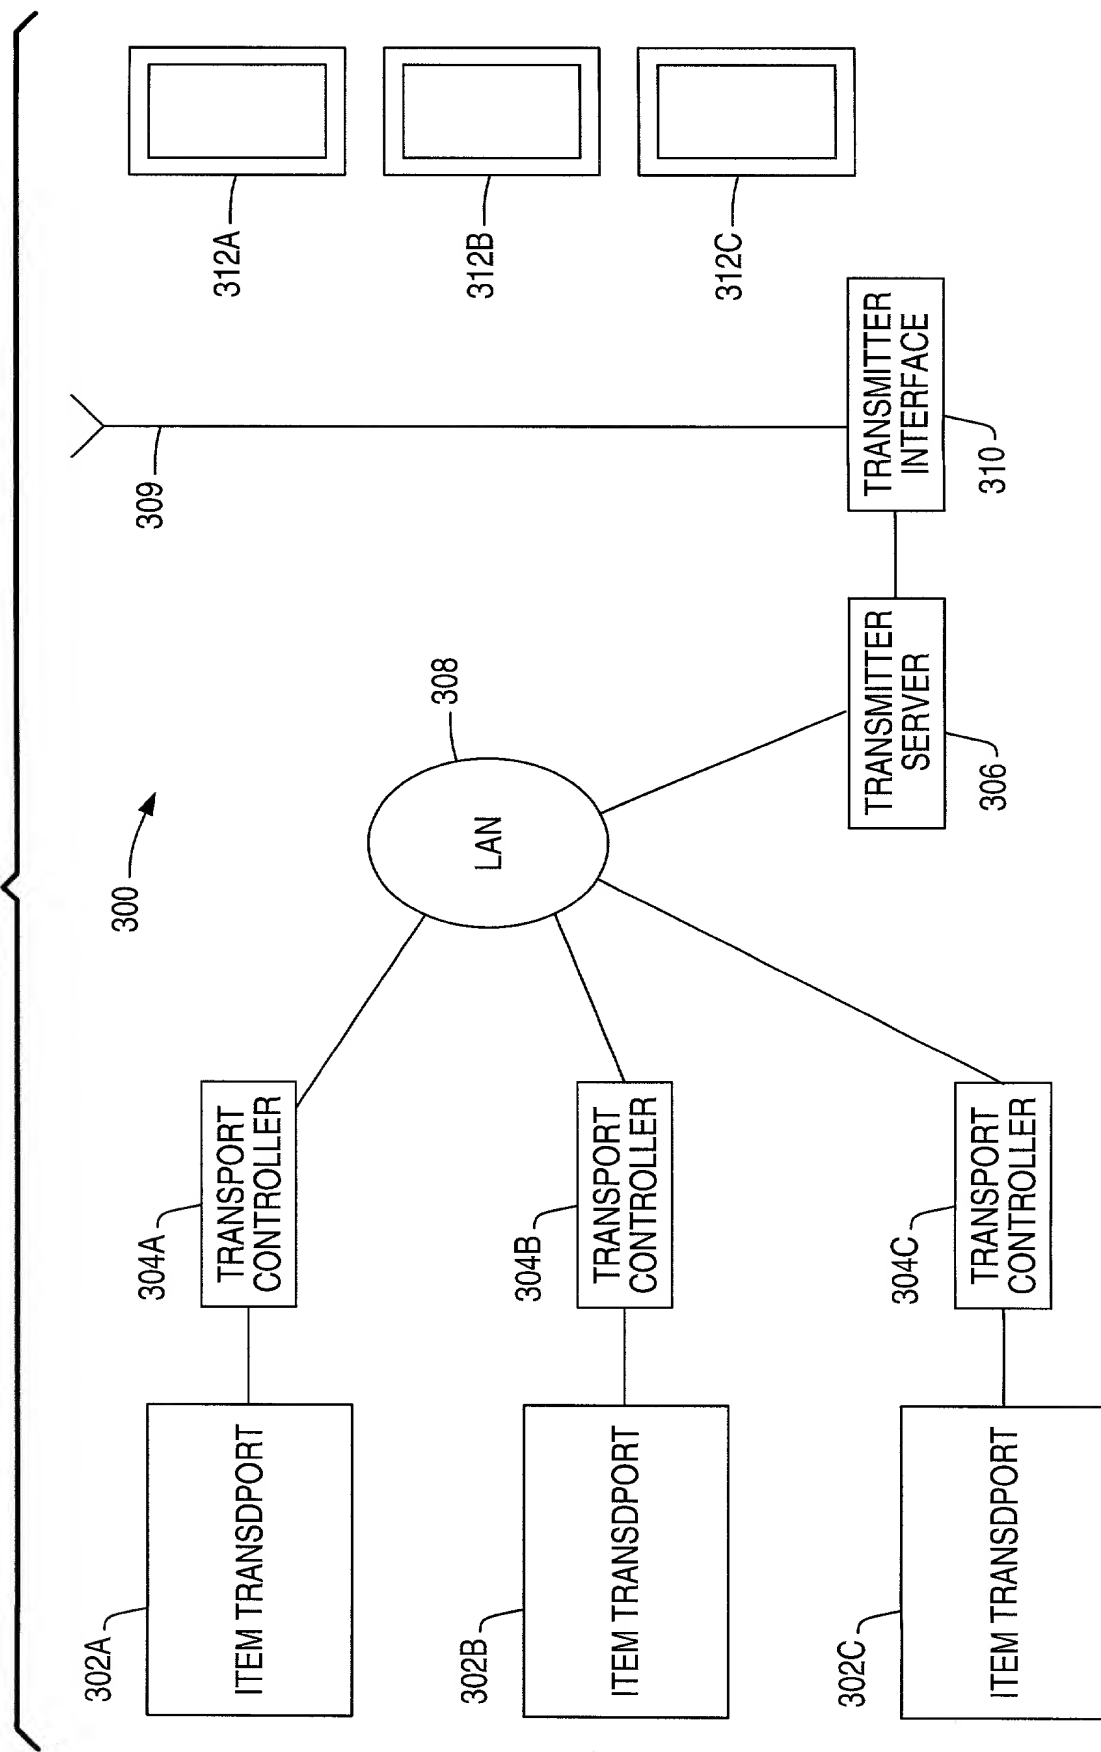 300
302A
ITEM TRANSDPORT
304A
TRANSPORT
CONTROLLER
302B
ITEM TRANSDPORT
304B
TRANSPORT
CONTROLLER
302C
ITEM TRANSDPORT
304C
TRANSPORT
CONTROLLER
LAN
308
TRANSMITTER
SERVER
306
TRANSMITTER
INTERFACE
310
309
312A
312B
312C